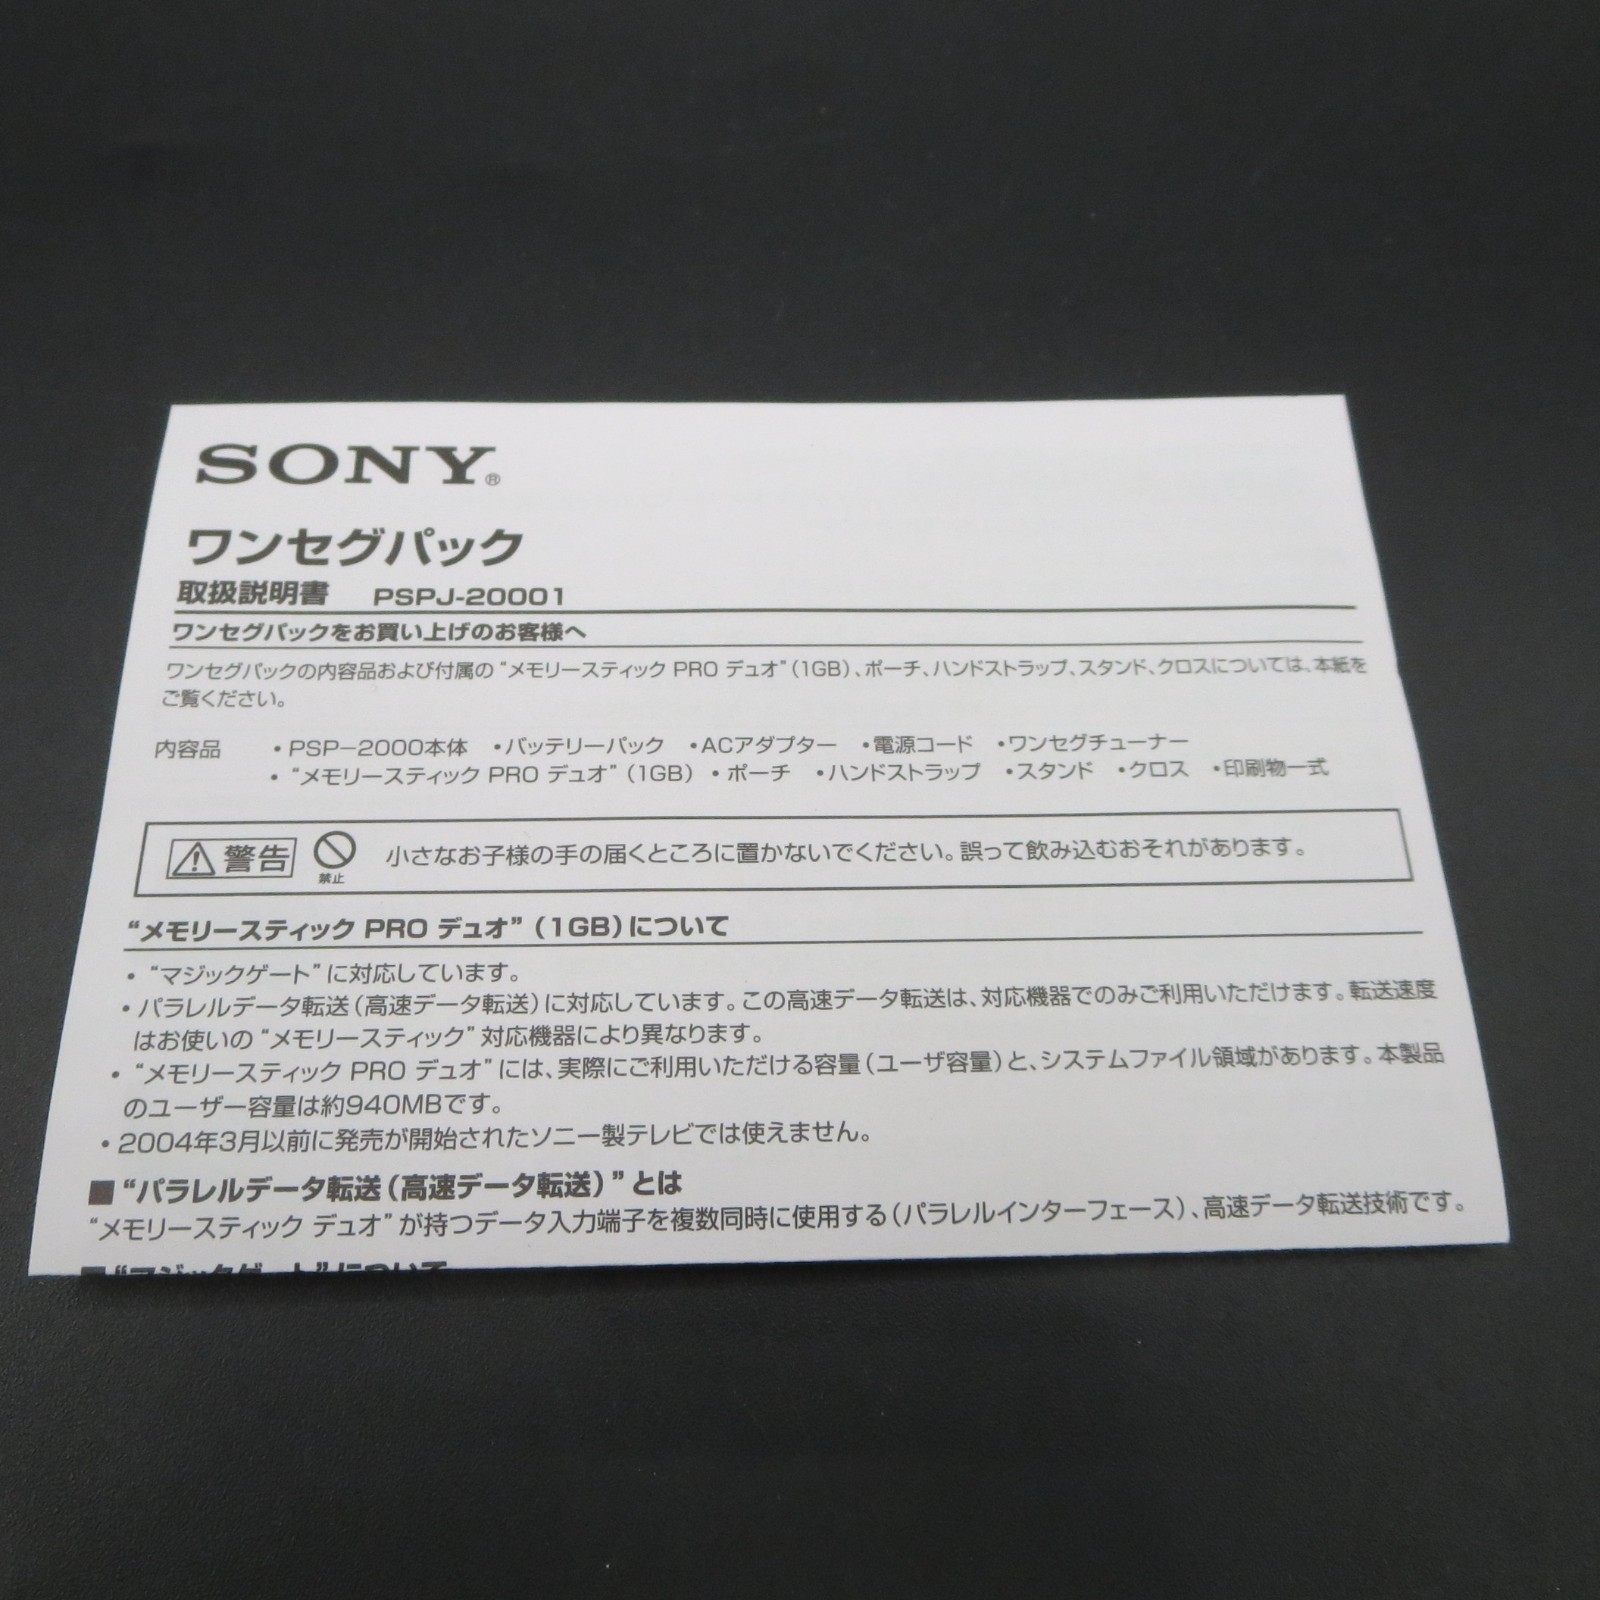 SONY®
ワンセグパック
取扱説明書 PSPJ-20001
ワンセグパックをお買い上げのお客様へ
ワンセグパックの内容品および付属の“メモリースティック PRO デュオ”(1GB)、ポーチ、ハンドストラップ、スタンド、クロスについては、本紙を
ご覧ください。
内容品 •PSP-2000本体 •バッテリーパック •ACアダプター •電源コード •ワンセグチューナー
•“メモリースティック PRO デュオ”(1GB) •ポーチ •ハンドストラップ •スタンド •クロス •印刷物一式
警告 禁止 小さなお子様の手の届くところに置かないでください。誤って飲み込むおそれがあります。
“メモリースティック PRO デュオ”(1GB)について
•“マジックゲート”に対応しています。
•パラレルデータ転送(高速データ転送)に対応しています。この高速データ転送は、対応機器でのみご利用いただけます。転送速度
はお使いの“メモリースティック”対応機器により異なります。
•“メモリースティック PRO デュオ”には、実際にご利用いただける容量(ユーザ容量)と、システムファイル領域があります。本製品
のユーザー容量は約940MBです。
•2004年3月以前に発売が開始されたソニー製テレビでは使えません。
■“パラレルデータ転送(高速データ転送)”とは
“メモリースティック デュオ”が持つデータ入力端子を複数同時に使用する(パラレルインターフェース)、高速データ転送技術です。
■“マジックゲート”について